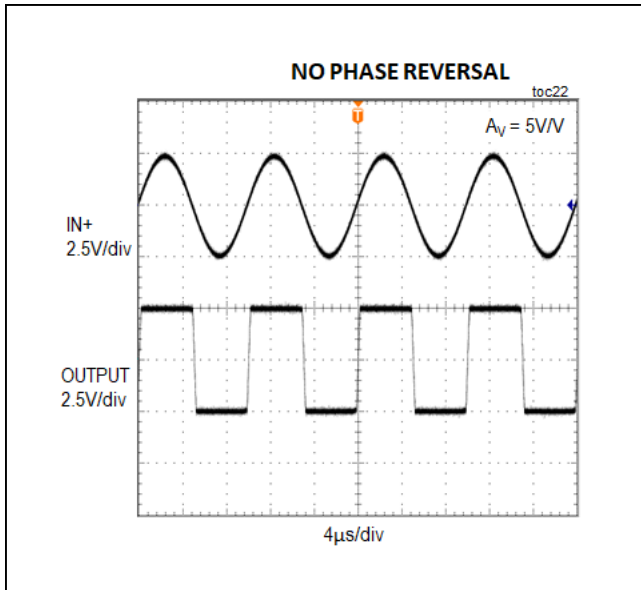 NO PHASE REVERSAL
toc22
T
AV = 5V/V
IN+
2.5V/div
OUTPUT
2.5V/div
4µs/div